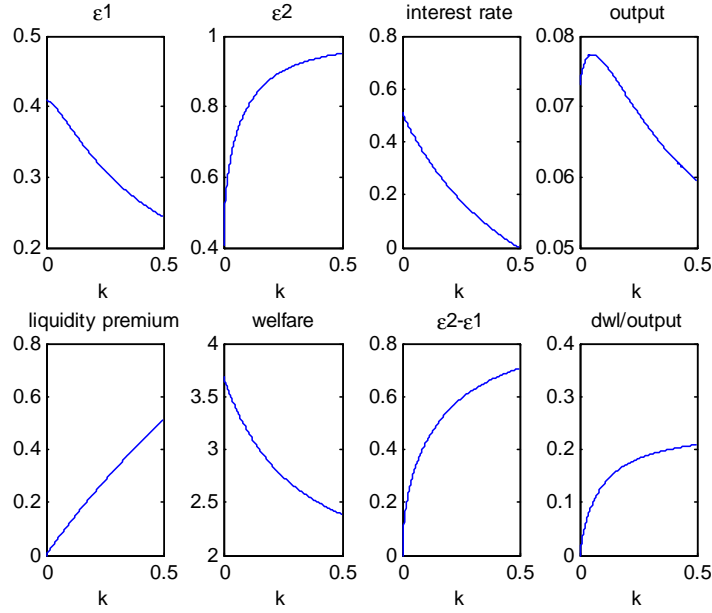 ε1 ε2 interest rate output
0.5 1 0.8 0.08
0.4 0.8 0.6 0.07
0.3 0.6 0.4 0.06
0.2 0.4 0.2 0.05
0
0 0.5 0 0.5 0 0.5 0 0.5
k k k k
liquidity premium welfare ε2-ε1 dwl/output
0.8 4 0.8 0.4
0.6 3.5 0.6 0.3
0.4 3 0.4 0.2
0.2 2.5 0.2 0.1
0 2 0 0
0 0.5 0 0.5 0 0.5 0 0.5
k k k k